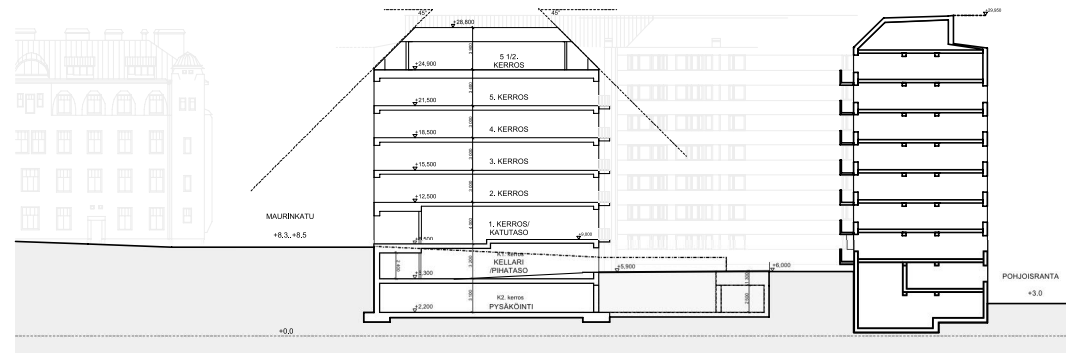 45°
45°
+28,800
+29,950
5 1/2.
KERROS
+24,900
5. KERROS
+21,500
4. KERROS
+18,500
3. KERROS
+15,500
2. KERROS
+12,500
MAURINKATU
+8.3..+8.5
1. KERROS/
KATUTASO
K1. kerros
KELLARI
/PIHATASO
+5,900
+6,000
POHJOISRANTA
+3.0
K2. kerros
PYSÄKÖINTI
+2,200
+0.0